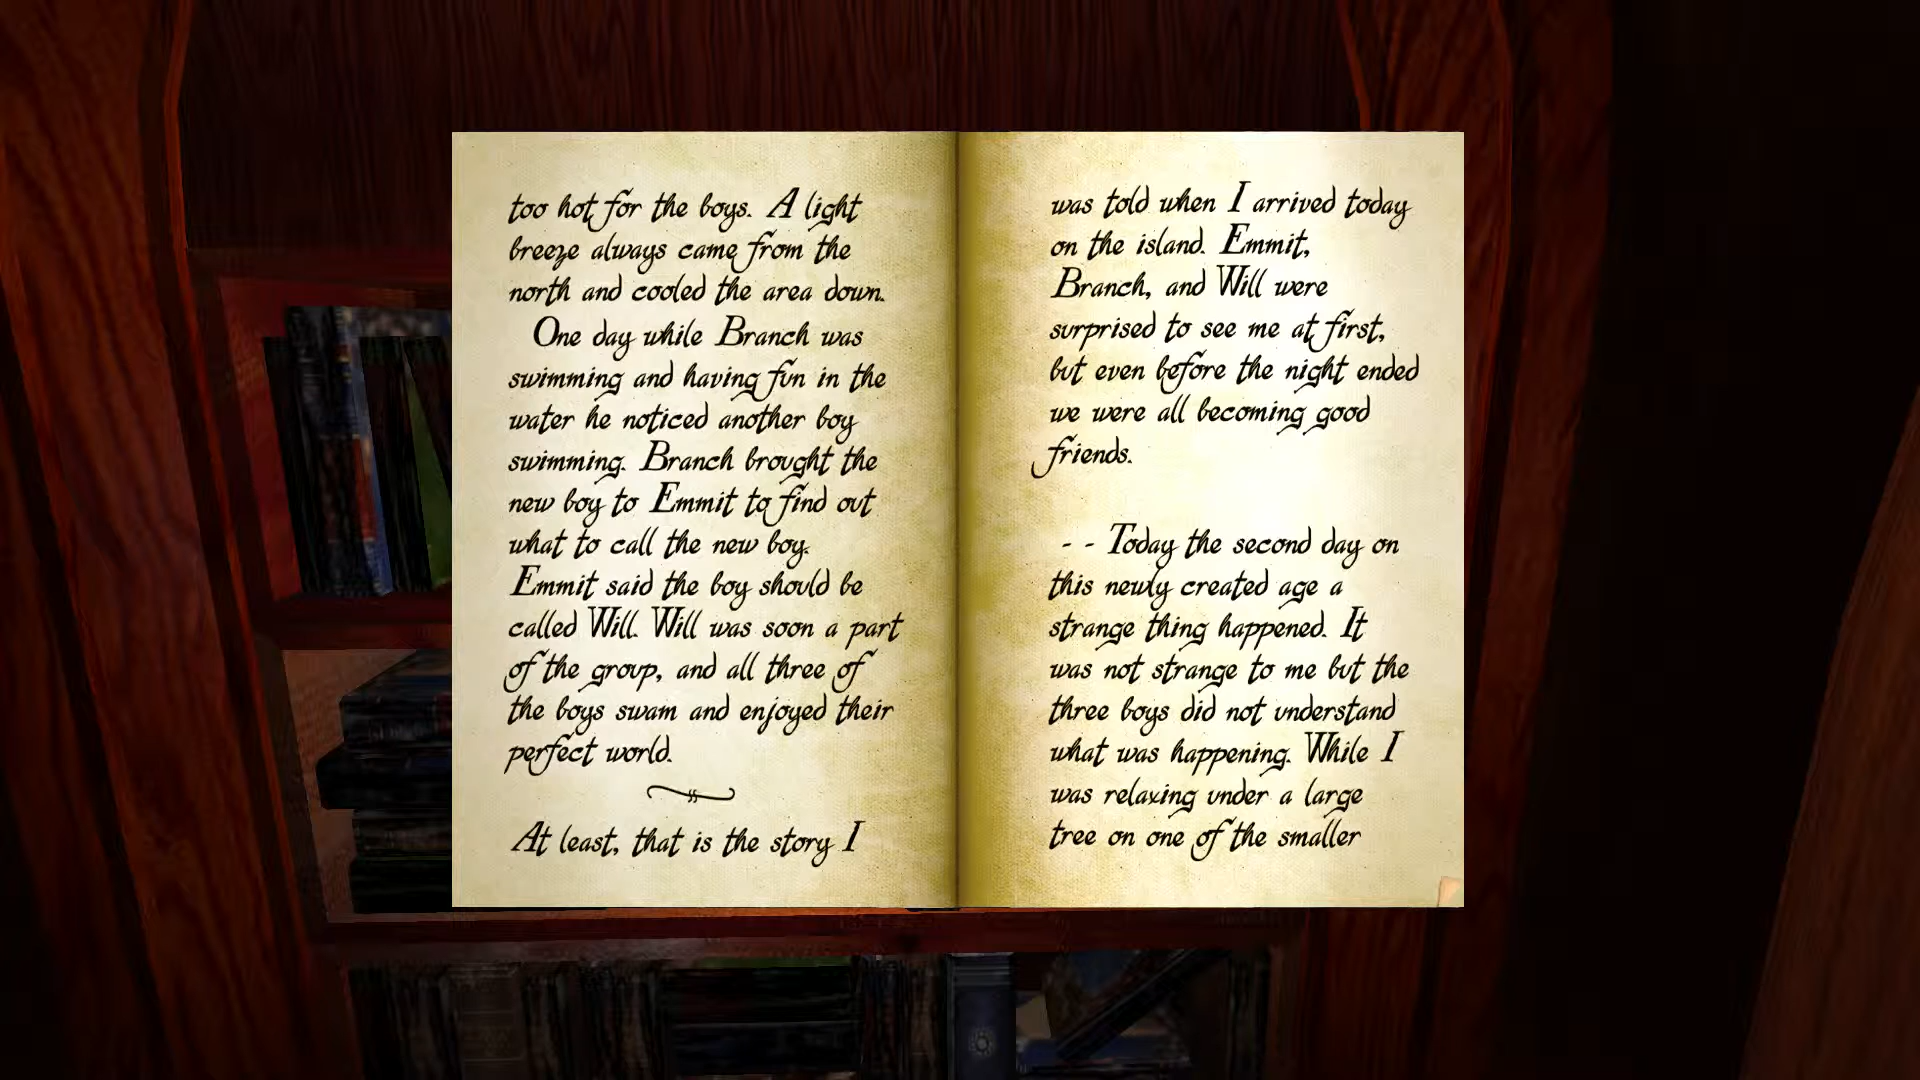 too hot for the boys. A light
breeze always came from the
north and cooled the area down.
One day while Branch was
swimming and having fun in the
water he noticed another boy
swimming. Branch brought the
new boy to Emmit to find out
what to call the new boy.
Emmit said the boy should be
called Will. Will was soon a part
of the group, and all three of
the boys swam and enjoyed their
perfect world.
At least, that is the story I
was told when I arrived today
on the island. Emmit,
Branch, and Will were
surprised to see me at first,
but even before the night ended
we were all becoming good
friends.
- - Today the second day on
this newly created age a
strange thing happened. It
was not strange to me but the
three boys did not understand
what was happening. While I
was relaxing under a large
tree on one of the smaller